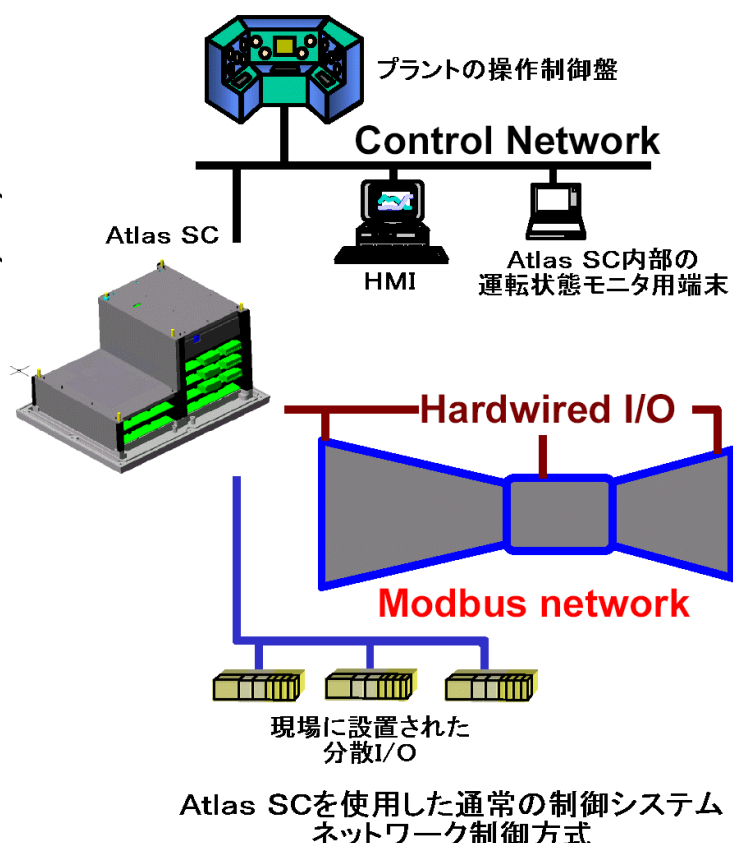 プラントの操作制御盤
Control Network
Atlas SC
HMI
Atlas SC内部の
運転状態モニタ用端末
Hardwired I/O
Modbus network
現場に設置された
分散I/O
Atlas SCを使用した通常の制御システム
ネットワーク制御方式